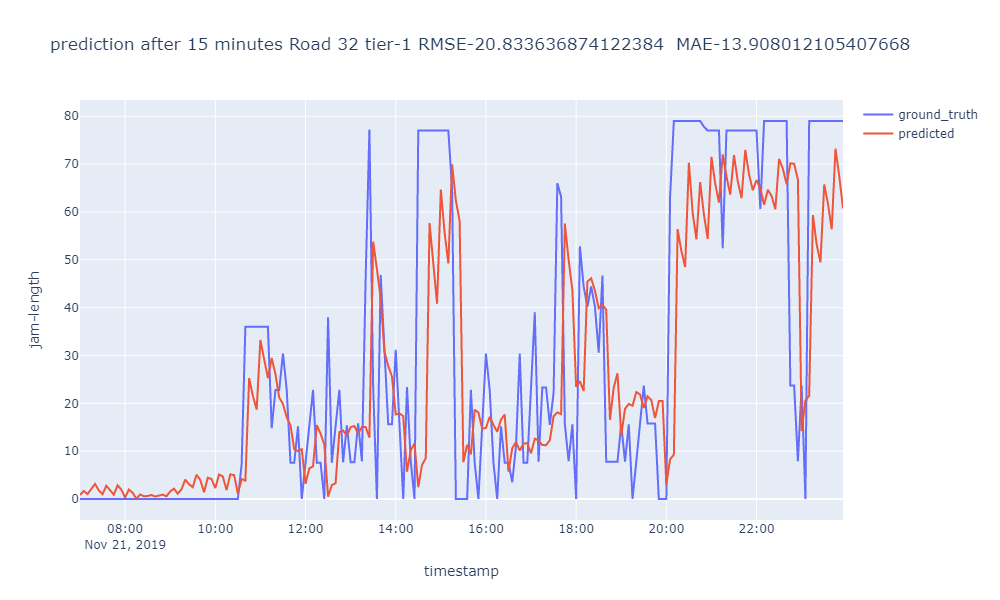 prediction after 15 minutes Road 32 tier-1 RMSE-20.833636874122384  MAE-13.908012105407668
ground_truth
predicted
80
70
60
50
40
30
20
10
0
jam-length
08:00 10:00 12:00 14:00 16:00 18:00 20:00 22:00
Nov 21, 2019
timestamp